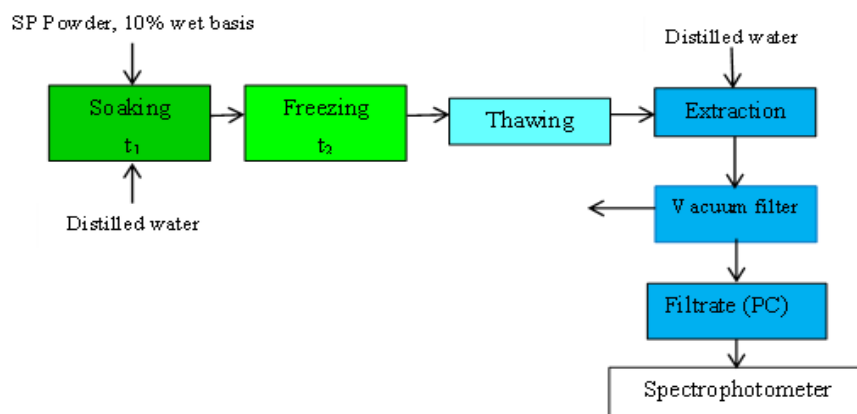 SP Powder, 10% wet basis
Distilled water
Soaking
t₁
Freezing
t₂
Thawing
Extraction
Distilled water
Vacuum filter
Filtrate (PC)
Spectrophotometer